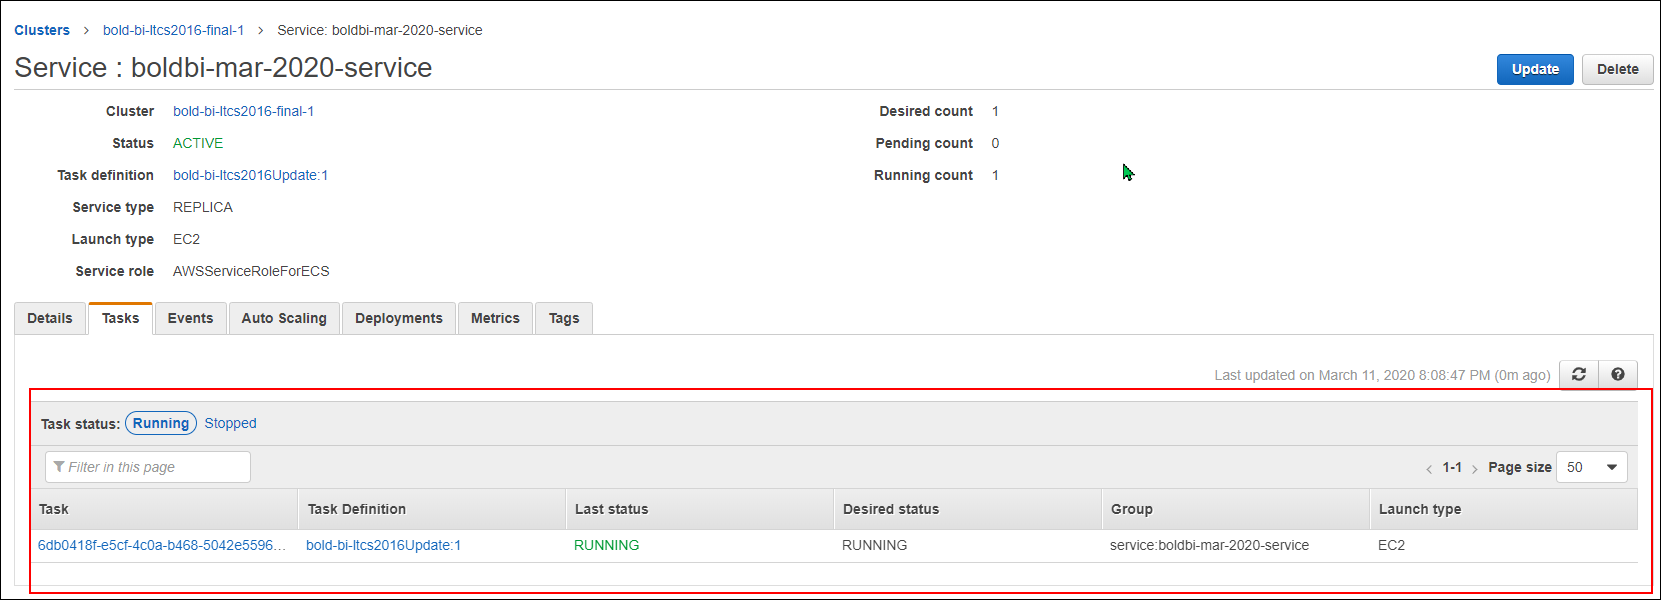 Clusters > bold-bi-ltcs2016-final-1 > Service: boldbi-mar-2020-service
Service : boldbi-mar-2020-service
Update Delete
Cluster bold-bi-ltcs2016-final-1 Desired count 1
Status ACTIVE Pending count 0
Task definition bold-bi-ltcs2016Update:1 Running count 1
Service type REPLICA
Launch type EC2
Service role AWSServiceRoleForECS
Details Tasks Events Auto Scaling Deployments Metrics Tags
Last updated on March 11, 2020 8:08:47 PM (0m ago)
Task status: Running Stopped
Filter in this page < 1-1 > Page size 50
Task Task Definition Last status Desired status Group Launch type
6db0418f-e5cf-4c0a-b468-5042e5596... bold-bi-ltcs2016Update:1 RUNNING RUNNING service:boldbi-mar-2020-service EC2